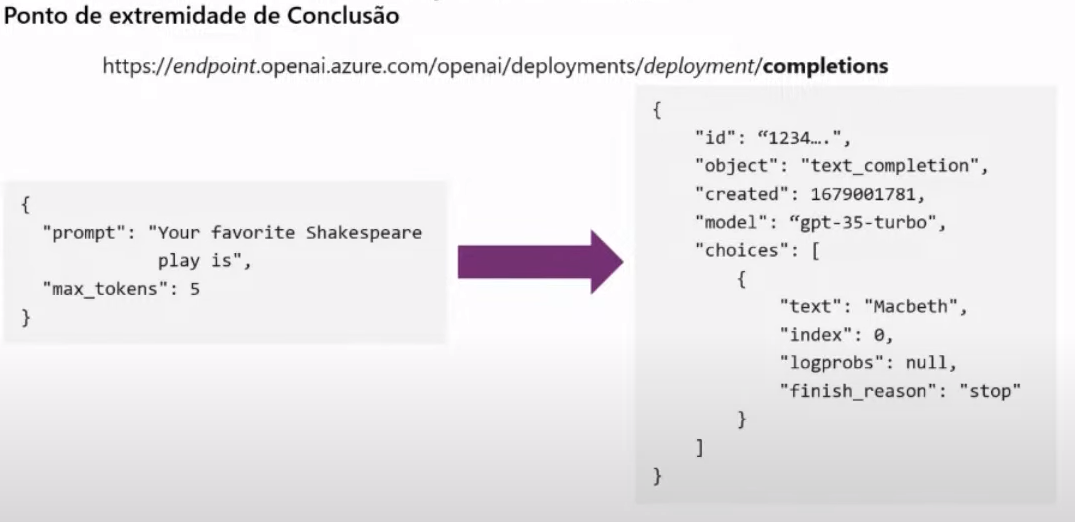 Ponto de extremidade de Conclusão
https://endpoint.openai.azure.com/openai/deployments/deployment/completions
{
"prompt": "Your favorite Shakespeare
play is",
"max_tokens": 5
}
{
"id": “1234….",
"object": "text_completion",
"created": 1679001781,
"model": “gpt-35-turbo",
"choices": [
{
"text": "Macbeth",
"index": 0,
"logprobs": null,
"finish_reason": "stop"
}
]
}